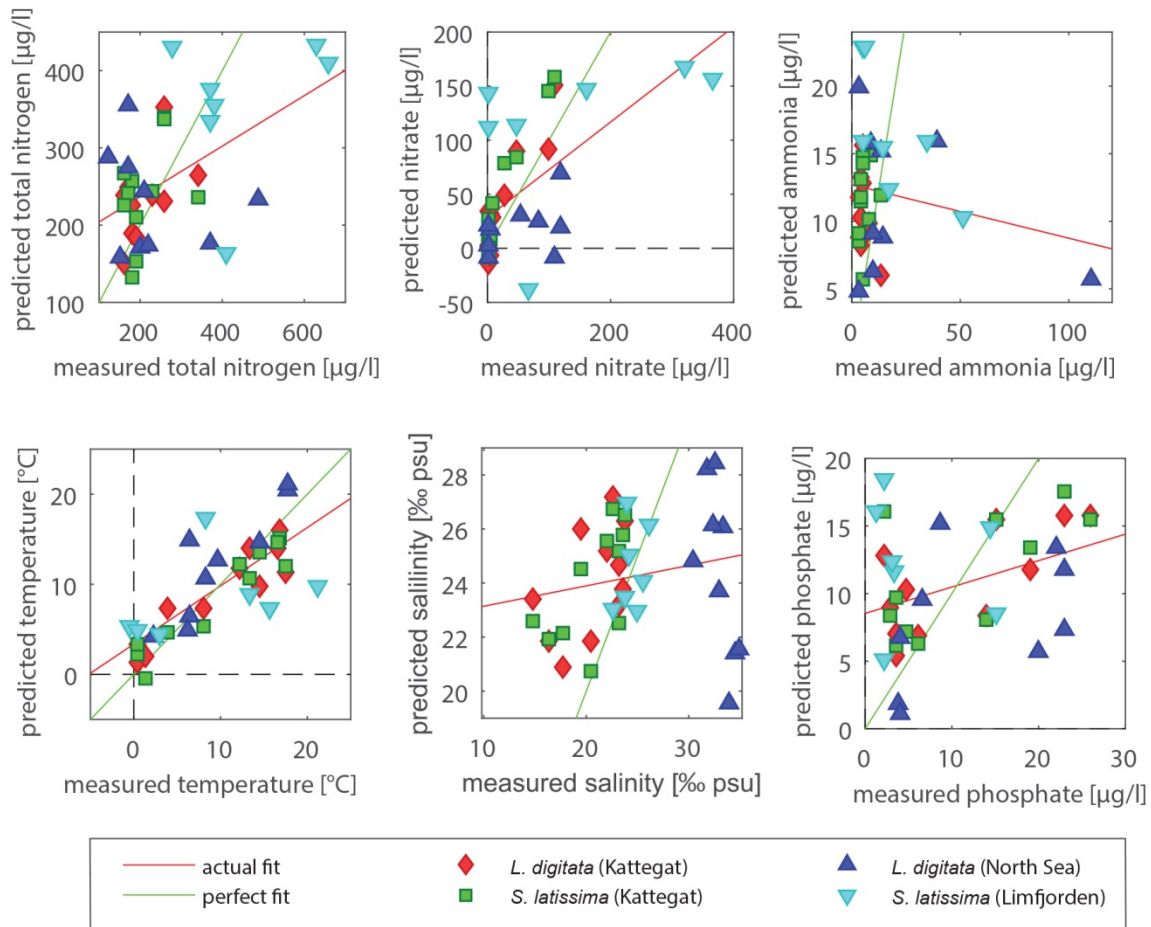 predicted total nitrogen [µg/l]
400
300
200
100
200 400 600
measured total nitrogen [µg/l]
predicted nitrate [µg/l]
200
150
100
50
0
-50
0 200 400
measured nitrate [µg/l]
predicted ammonia [µg/l]
20
15
10
5
0 50 100
measured ammonia [µg/l]
predicted temperature [°C]
20
10
0
0 10 20
measured temperature [°C]
predicted salilinity [‰ psu]
28
26
24
22
20
10 20 30
measured salinity [‰ psu]
predicted phosphate [µg/l]
20
15
10
5
0
0 10 20 30
measured phosphate [µg/l]
actual fit
perfect fit
L. digitata (Kattegat)
S. latissima (Kattegat)
L. digitata (North Sea)
S. latissima (Limfjorden)